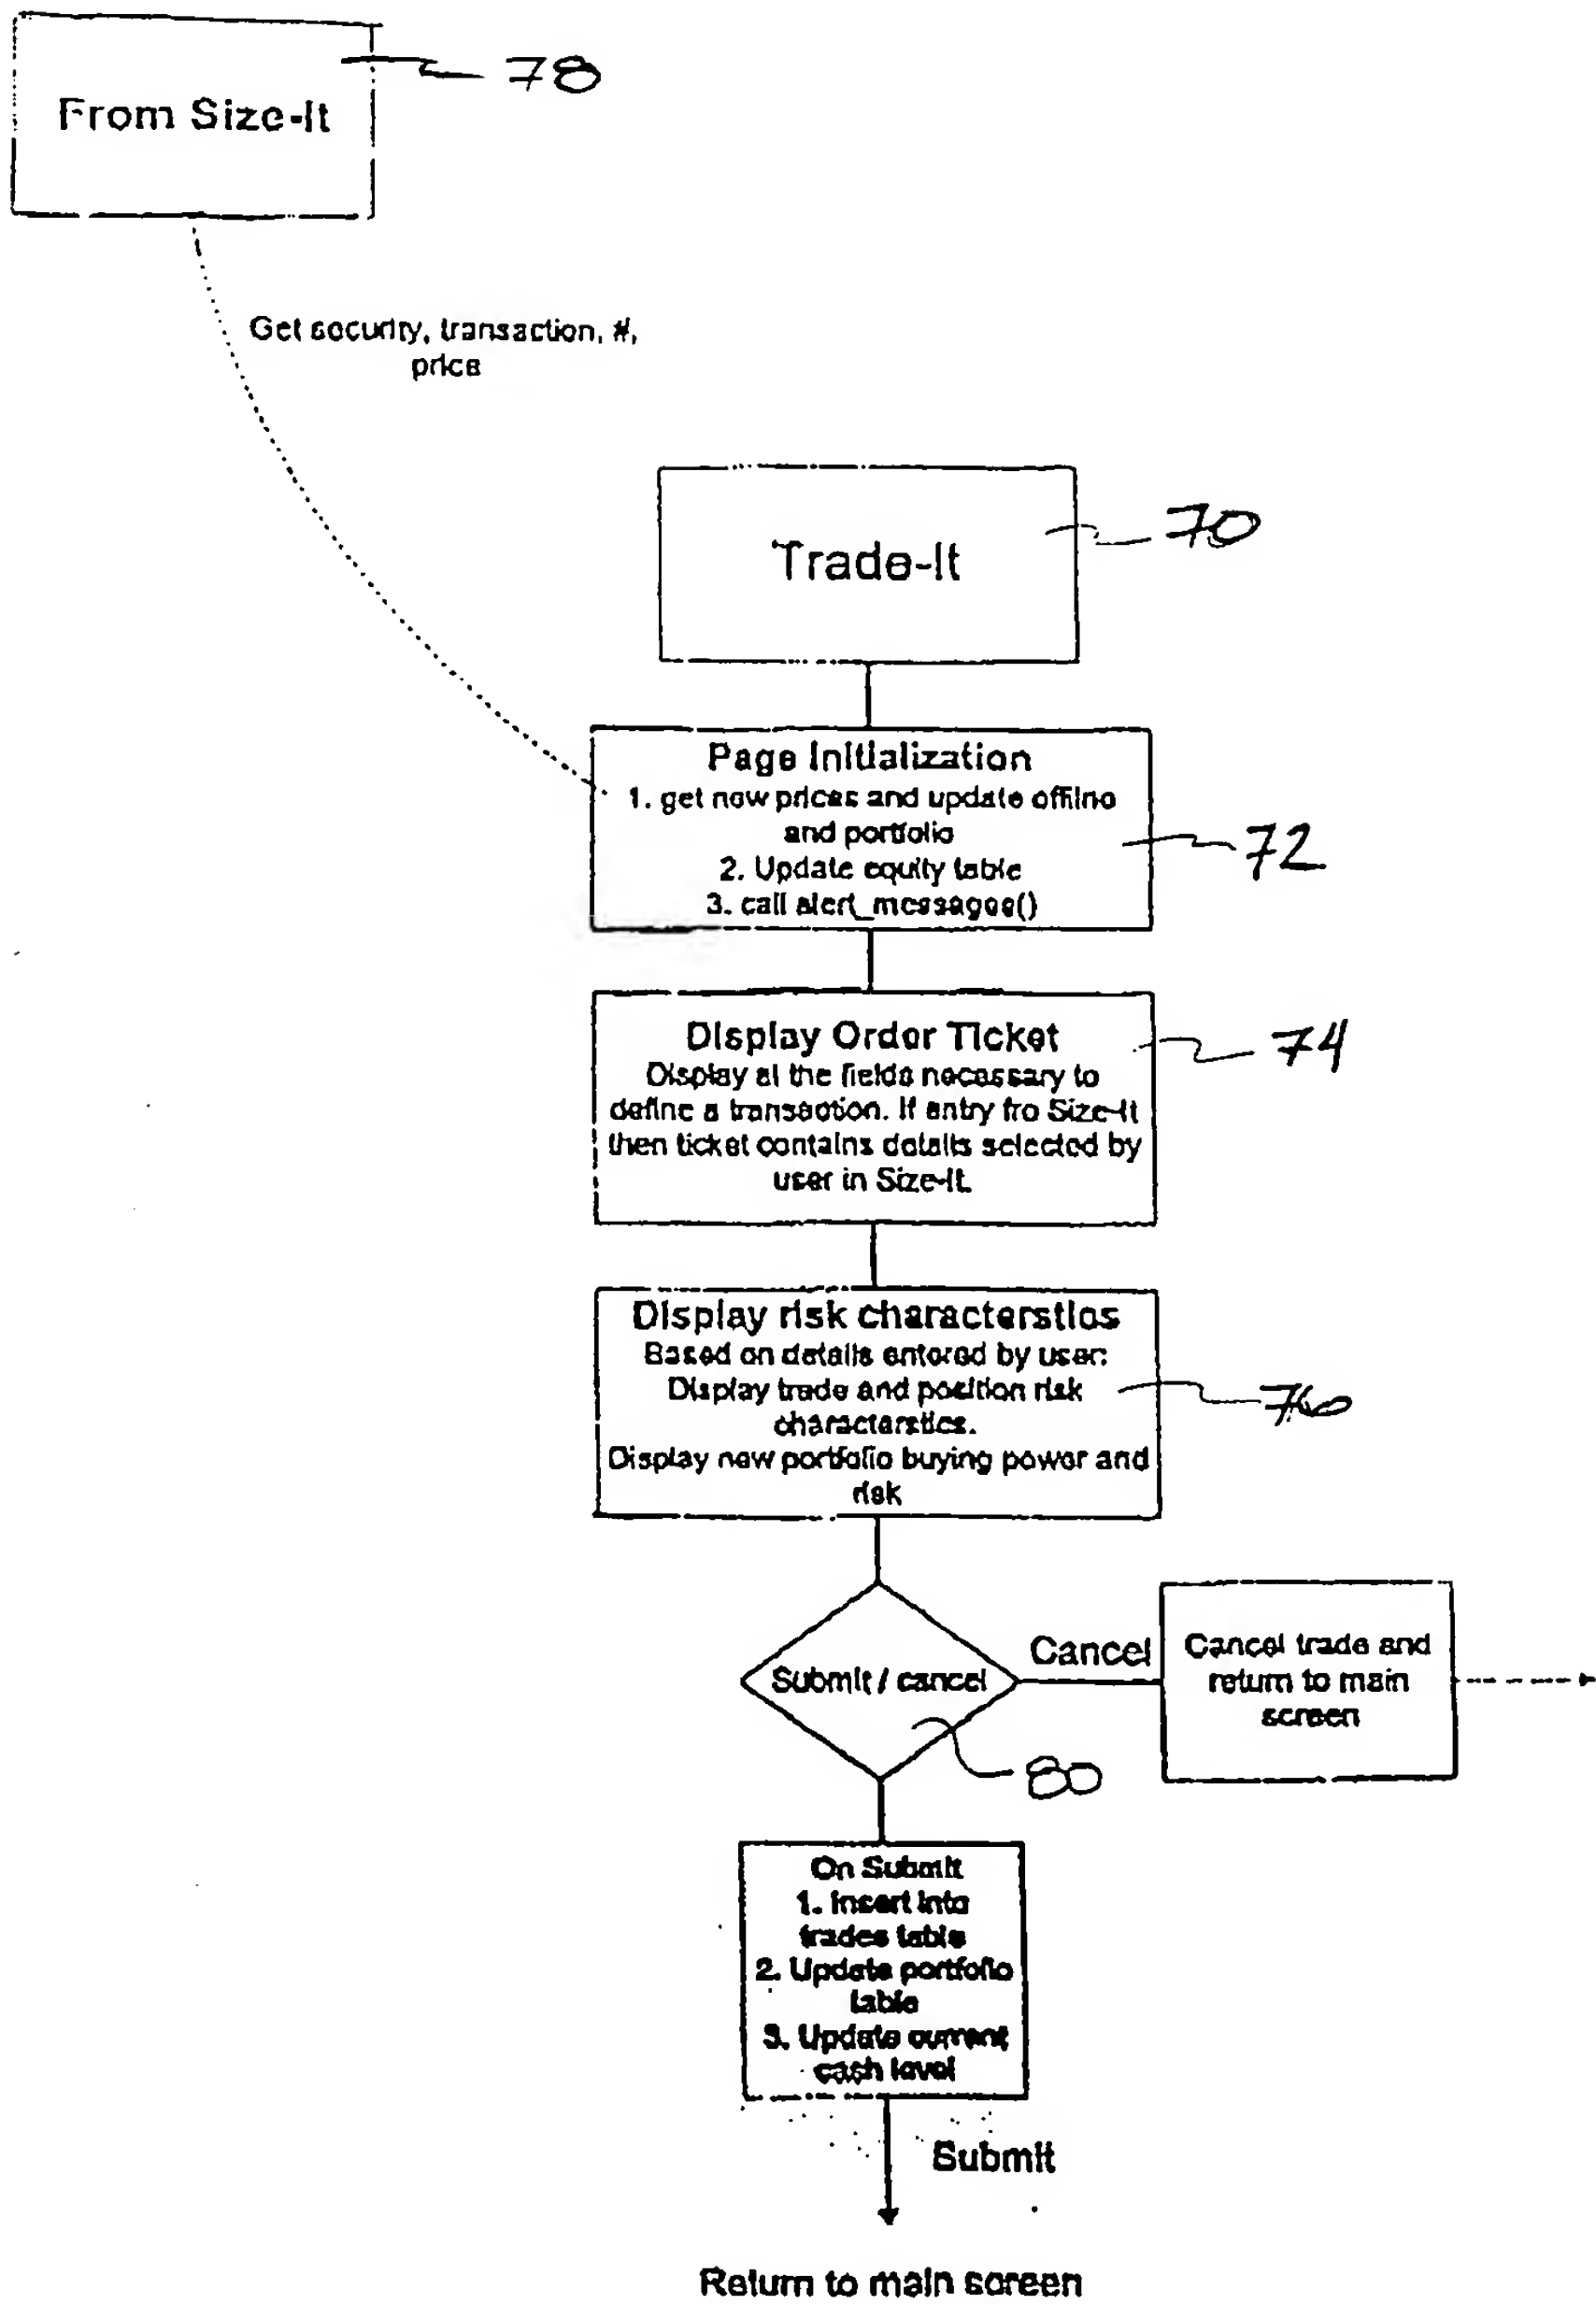 From Size-It
78
Get security, transaction, #,
price
Trade-It
70
Page Initialization
1. get new prices and update offline
and portfolio
2. Update equity table
3. call alert_messages()
72
Display Order Ticket
Display al the fields necessary to
define a transaction. If entry fro Size-It
then ticket contains details selected by
user in Size-It.
74
Display risk characterstics
Based on details entered by user:
Display trade and position risk
characterstics.
Display new portfolio buying power and
risk
76
Submit / cancel
Cancel
Cancel trade and
return to main
screen
80
On Submit
1. Insert into
trades table
2. Update portfolio
table
3. Update current
cash level
Submit
Return to main screen